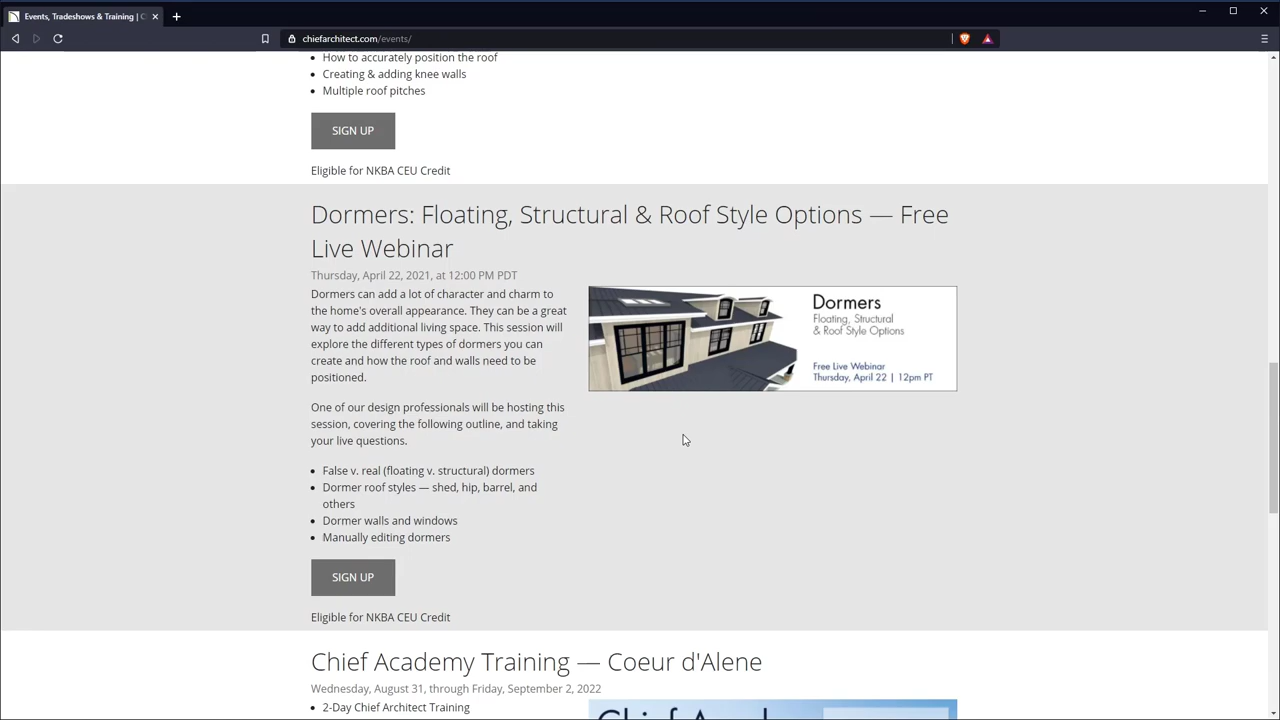 Events, Tradeshows & Training | C
chiefarchitect.com/events/
How to accurately position the roof
Creating & adding knee walls
Multiple roof pitches
SIGN UP
Eligible for NKBA CEU Credit
Dormers: Floating, Structural & Roof Style Options — Free
Live Webinar
Thursday, April 22, 2021, at 12:00 PM PDT
Dormers can add a lot of character and charm to
the home's overall appearance. They can be a great
way to add additional living space. This session will
explore the different types of dormers you can
create and how the roof and walls need to be
positioned.
One of our design professionals will be hosting this
session, covering the following outline, and taking
your live questions.
False v. real (floating v. structural) dormers
Dormer roof styles — shed, hip, barrel, and
others
Dormer walls and windows
Manually editing dormers
SIGN UP
Eligible for NKBA CEU Credit
Dormers
Floating, Structural
& Roof Style Options
Free Live Webinar
Thursday, April 22 | 12pm PT
Chief Academy Training — Coeur d'Alene
Wednesday, August 31, through Friday, September 2, 2022
2-Day Chief Architect Training